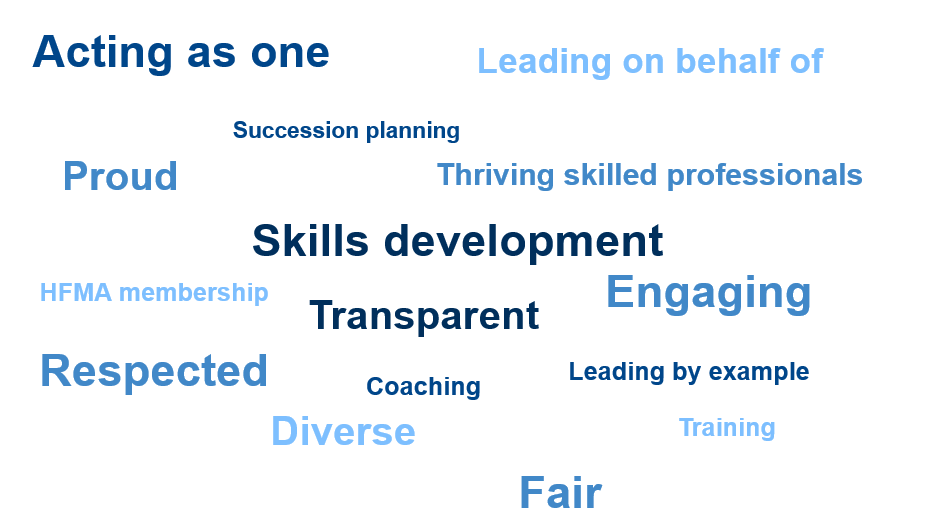 Acting as one
Leading on behalf of
Succession planning
Proud
Thriving skilled professionals
Skills development
HFMA membership
Engaging
Transparent
Respected
Leading by example
Coaching
Diverse
Training
Fair